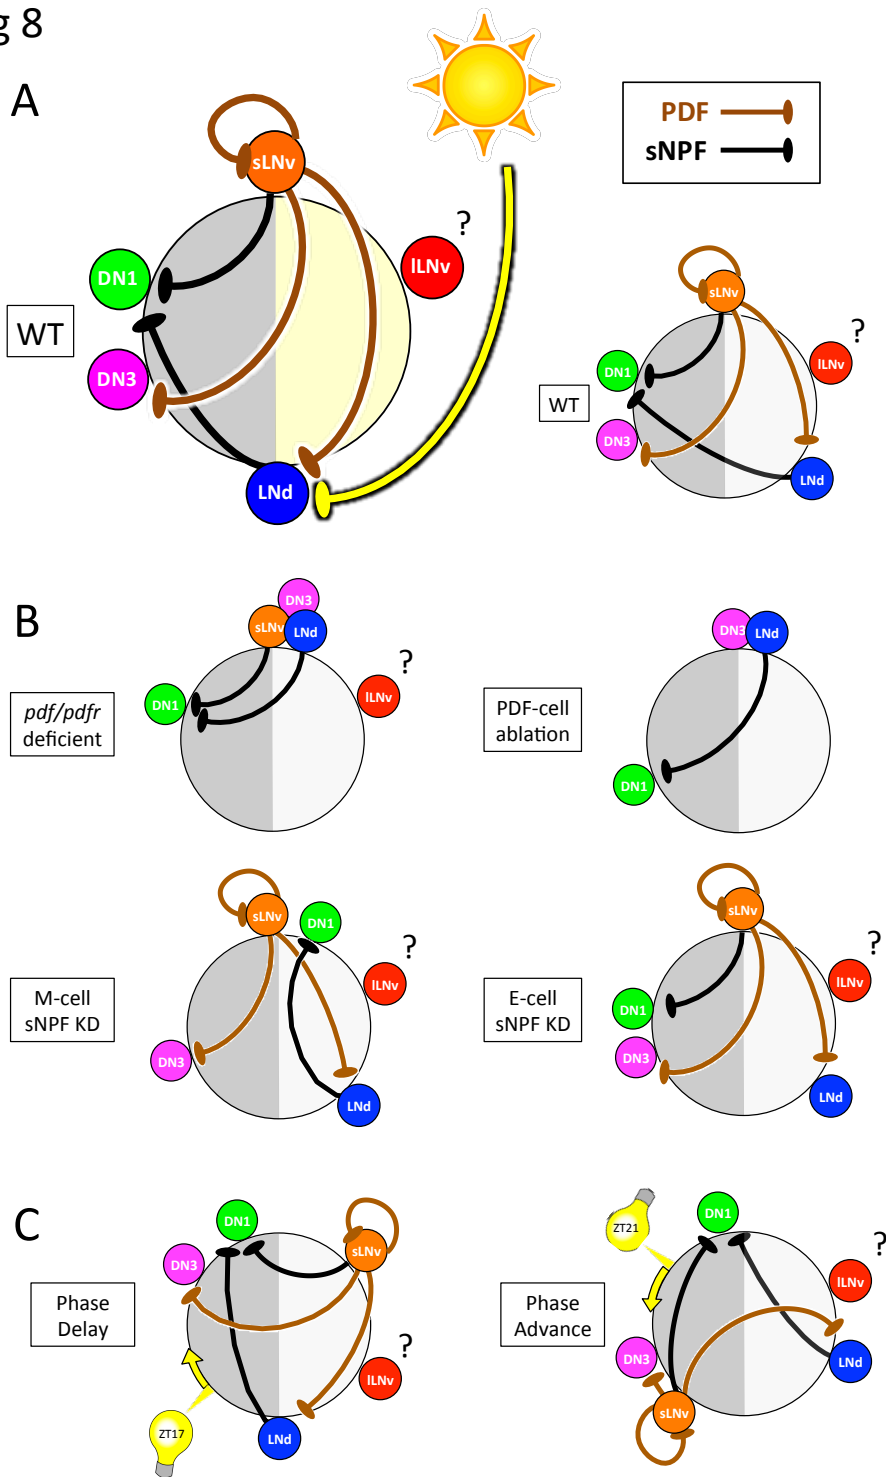 g 8
A
PDF
sNPF
sLNv
?
DN1
lLNv
WT
DN3
LNd
sLNv
?
DN1
lLNv
WT
DN3
LNd
B
DN3
sLNv
LNd
?
DN1
lLNv
pdf/pdfr
deficient
DN3
LNd
PDF-cell
ablation
DN1
sLNv
DN1
?
lLNv
M-cell
sNPF KD
DN3
LNd
sLNv
?
lLNv
DN1
E-cell
sNPF KD
DN3
LNd
C
DN1
sLNv
DN3
Phase
Delay
?
lLNv
ZT17
LNd
ZT21
DN1
?
lLNv
Phase
Advance
DN3
LNd
sLNv